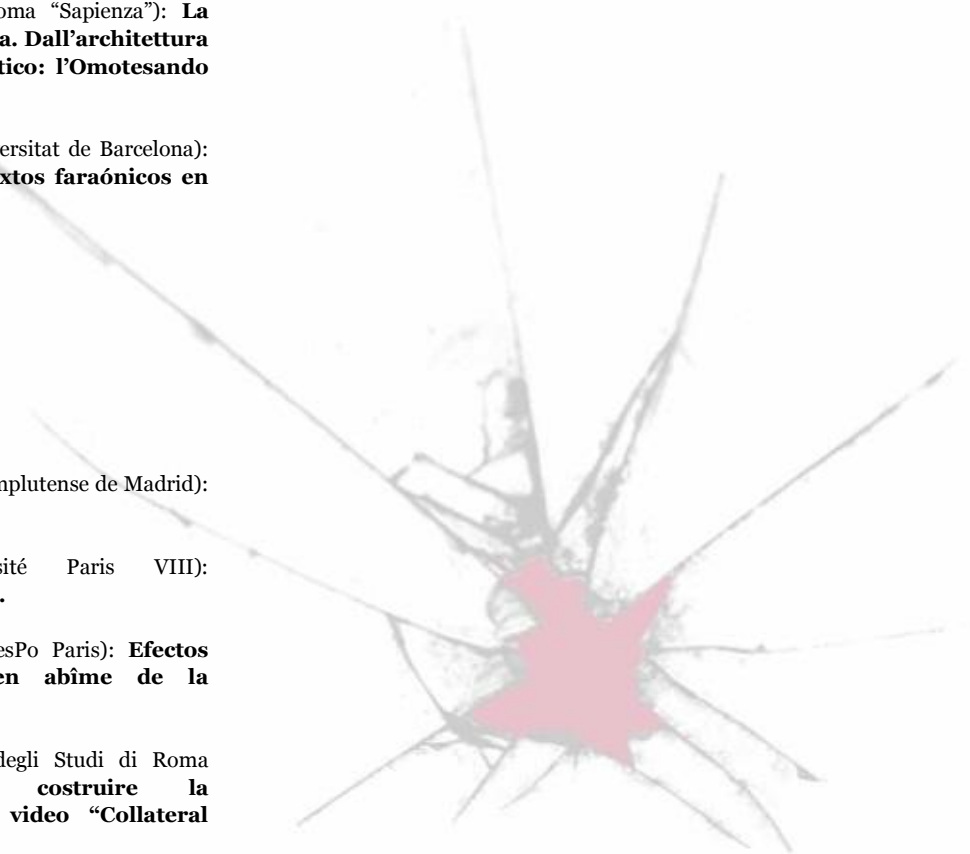 oma “Sapienza”): La
a. Dall’architettura
tico: l’Omotesando
ersitat de Barcelona):
xtos faraónicos en
mplutense de Madrid):
sité Paris VIII):
.
esPo Paris): Efectos
en abîme de la
degli Studi di Roma
costruire la
video “Collateral